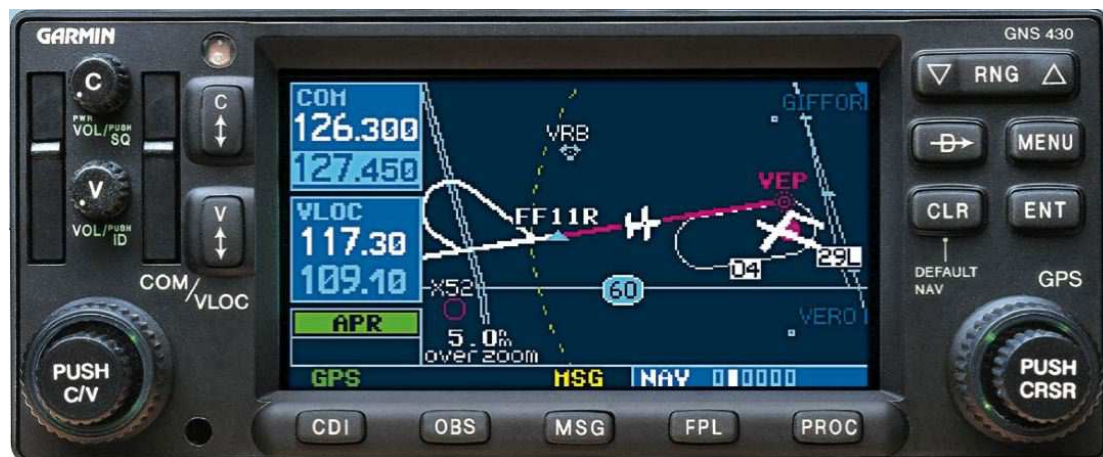 GARMIN
GNS 430
C
PWR
VOL/PUSH
SQ
C
V
VOL/PUSH
ID
V
COM/VLOC
PUSH
C/V
COM
126.300
127.450
VLOC
117.30
109.10
APR
GPS
MSG
NAV
GIFFOR
VRB
VEP
FF11R
04
29L
X52
60
5.0
over zoom
VERO
RNG
MENU
CLR
ENT
DEFAULT
NAV
GPS
PUSH
CRSR
CDI
OBS
MSG
FPL
PROC